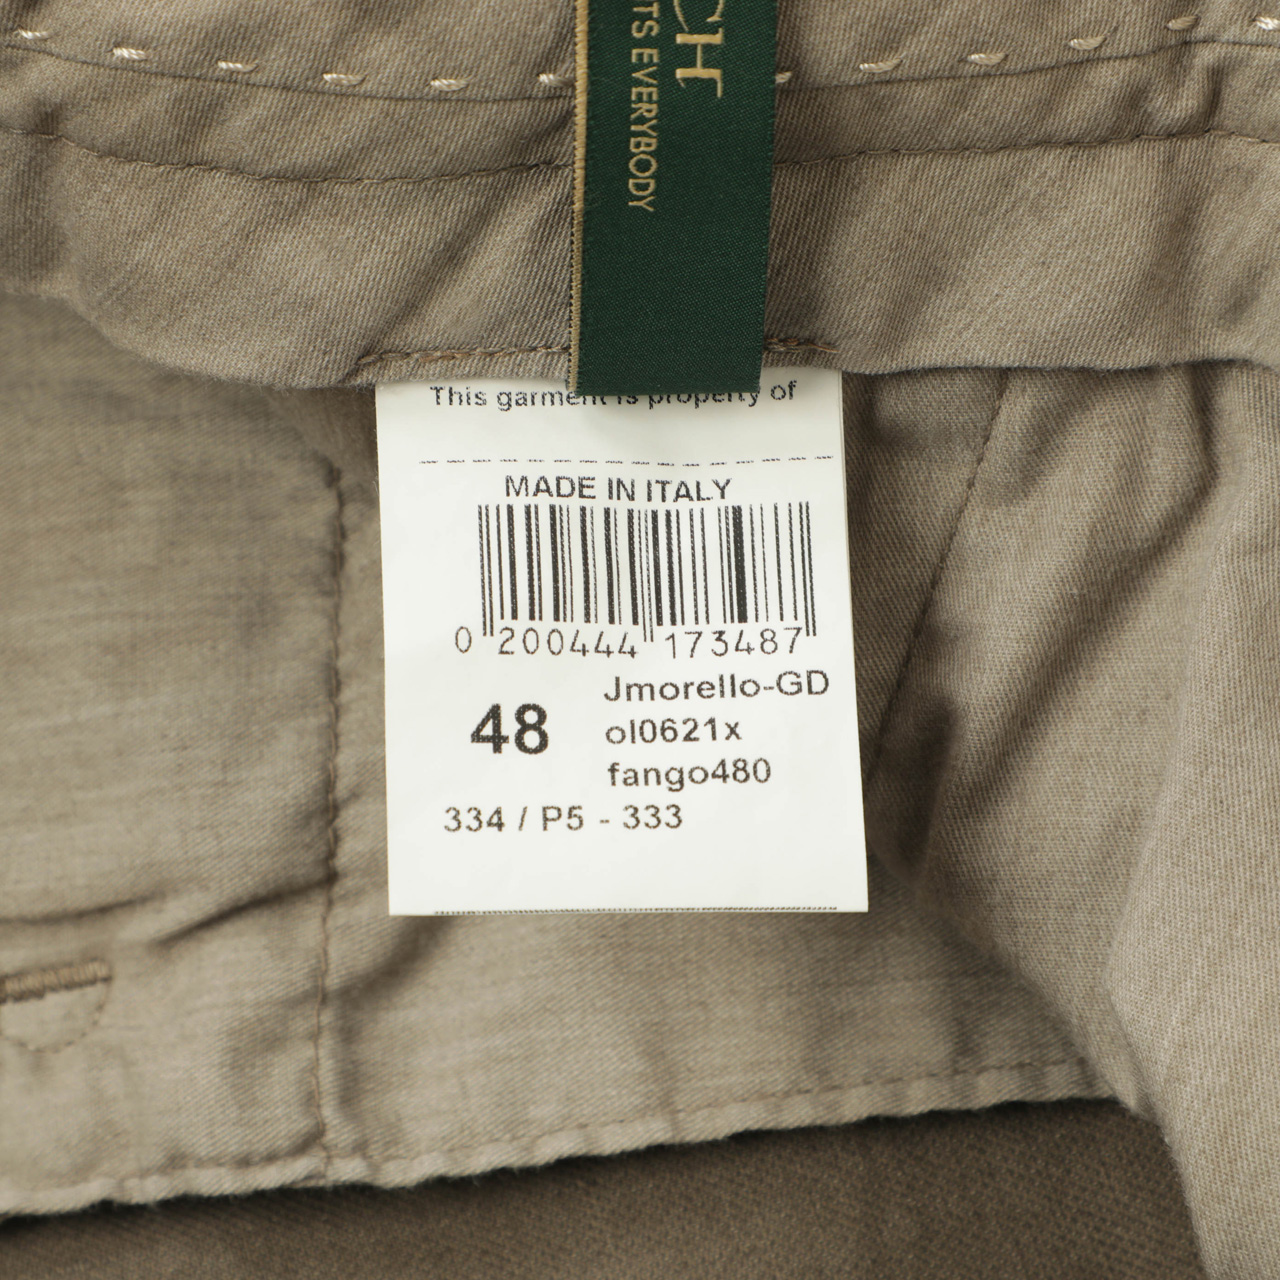 CH
TS EVERYBODY
This garment is property of
MADE IN ITALY
0 200444 173487
48
Jmorello-GD
ol0621x
fango480
334 / P5 - 333